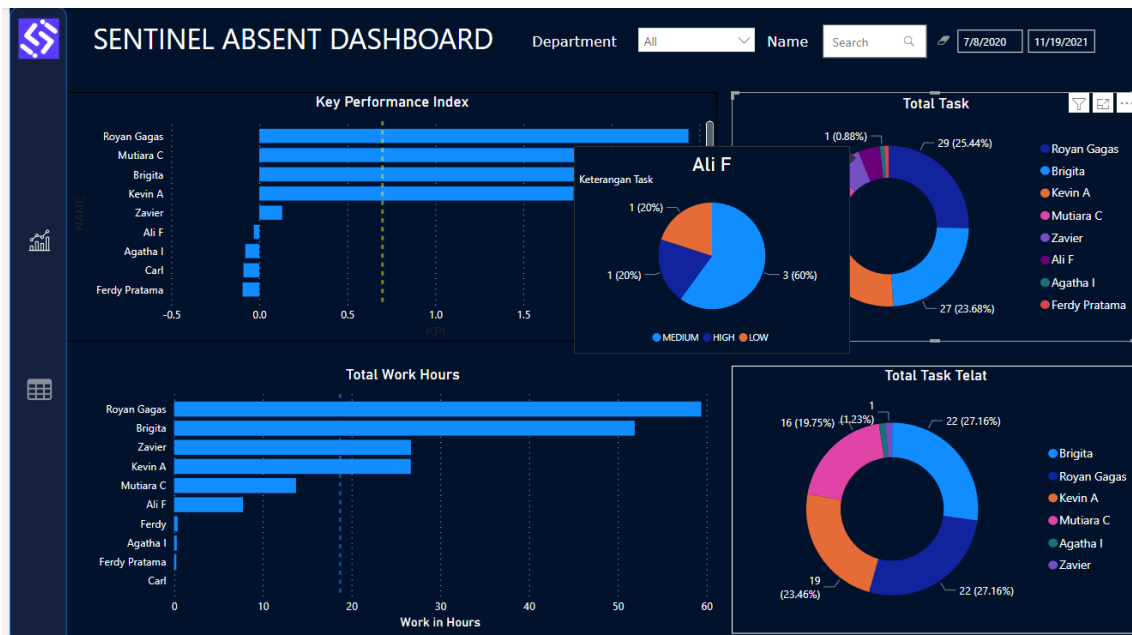 SENTINEL ABSENT DASHBOARD
Department
All
Name
Search
7/8/2020
11/19/2021
Key Performance Index
NAME
Royan Gagas
Mutiara C
Brigita
Kevin A
Zavier
Ali F
Agatha I
Carl
Ferdy Pratama
-0.5
0.0
0.5
1.0
1.5
KPI
Ali F
Keterangan Task
1 (20%)
1 (20%)
3 (60%)
MEDIUM
HIGH
LOW
Total Task
1 (0.88%)
29 (25.44%)
27 (23.68%)
Royan Gagas
Brigita
Kevin A
Mutiara C
Zavier
Ali F
Agatha I
Ferdy Pratama
Total Work Hours
Royan Gagas
Brigita
Zavier
Kevin A
Mutiara C
Ali F
Ferdy
Agatha I
Ferdy Pratama
Carl
0
10
20
30
40
50
60
Work in Hours
Total Task Telat
1
(1.23%)
16 (19.75%)
22 (27.16%)
19
(23.46%)
22 (27.16%)
Brigita
Royan Gagas
Kevin A
Mutiara C
Agatha I
Zavier